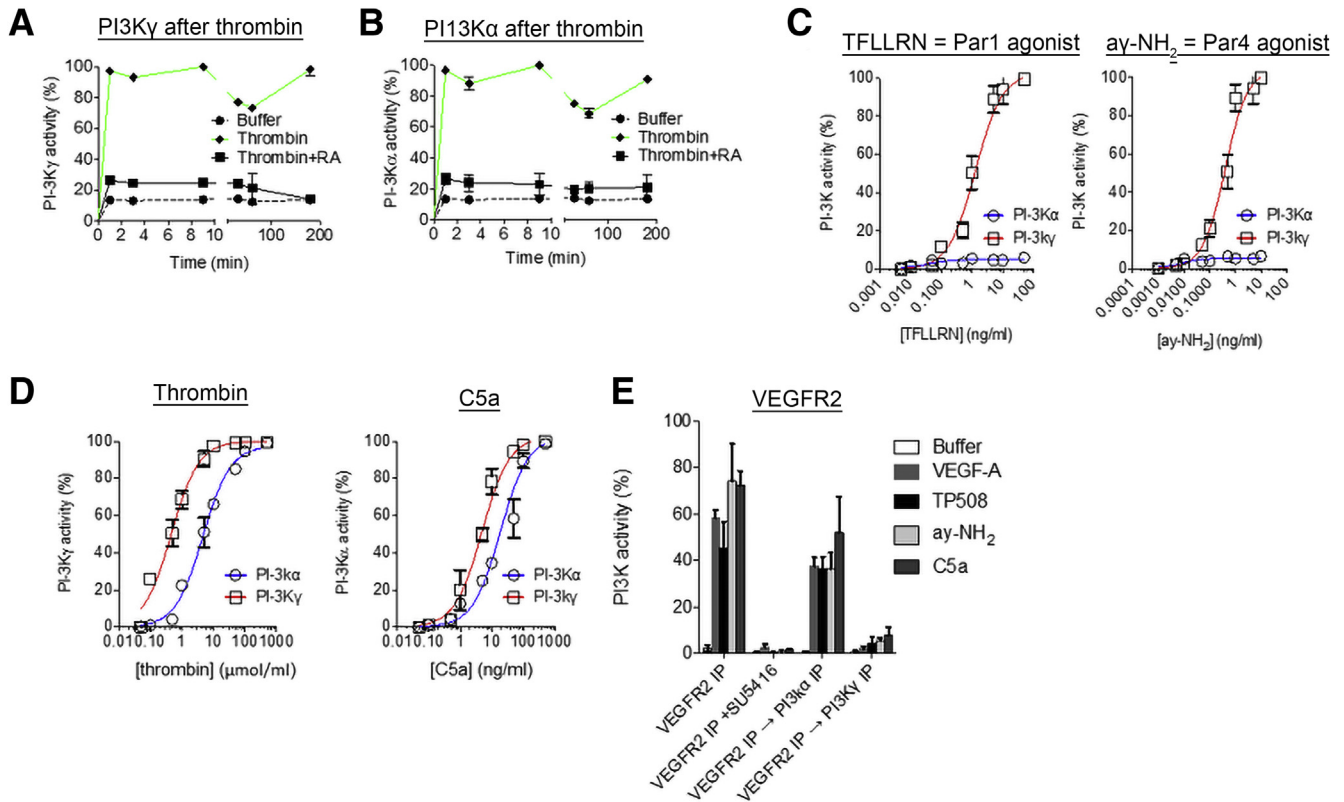 A
PI3Kγ after thrombin
PI-3Kγ activity (%)
100
80
60
40
20
0
Buffer
Thrombin
Thrombin+RA
0 2 4 6 8 10 100 200
Time (min)
B
PI13Kα after thrombin
PI-3Kα activity (%)
100
80
60
40
20
0
Buffer
Thrombin
Thrombin+RA
0 2 4 6 8 10 100 200
Time (min)
C
TFLLRN = Par1 agonist
PI-3K activity (%)
100
80
60
40
20
0
PI-3Kα
PI-3kγ
0.001 0.010 0.100 1 10 100
[TFLLRN] (ng/ml)
aγ-NH2 = Par4 agonist
PI-3K activity (%)
100
80
60
40
20
0
PI-3Kα
PI-3kγ
0.0001 0.0010 0.0100 0.1000 1 10 100
[ay-NH2] (ng/ml)
D
Thrombin
PI-3Kγ activity (%)
100
80
60
40
20
0
PI-3kα
PI-3Kγ
0.01 0.10 1 10 100 1000
[thrombin] (µmol/ml)
C5a
PI-3Kα activity (%)
100
80
60
40
20
0
PI-3Kα
PI-3kγ
0.01 0.10 1 10 100 1000
[C5a] (ng/ml)
E
VEGFR2
PI3K activity (%)
100
80
60
40
20
0
Buffer
VEGF-A
TP508
ay-NH2
C5a
VEGFR2 IP
VEGFR2 IP +SU5416
VEGFR2 IP → PI3kα IP
VEGFR2 IP → PI3Kγ IP